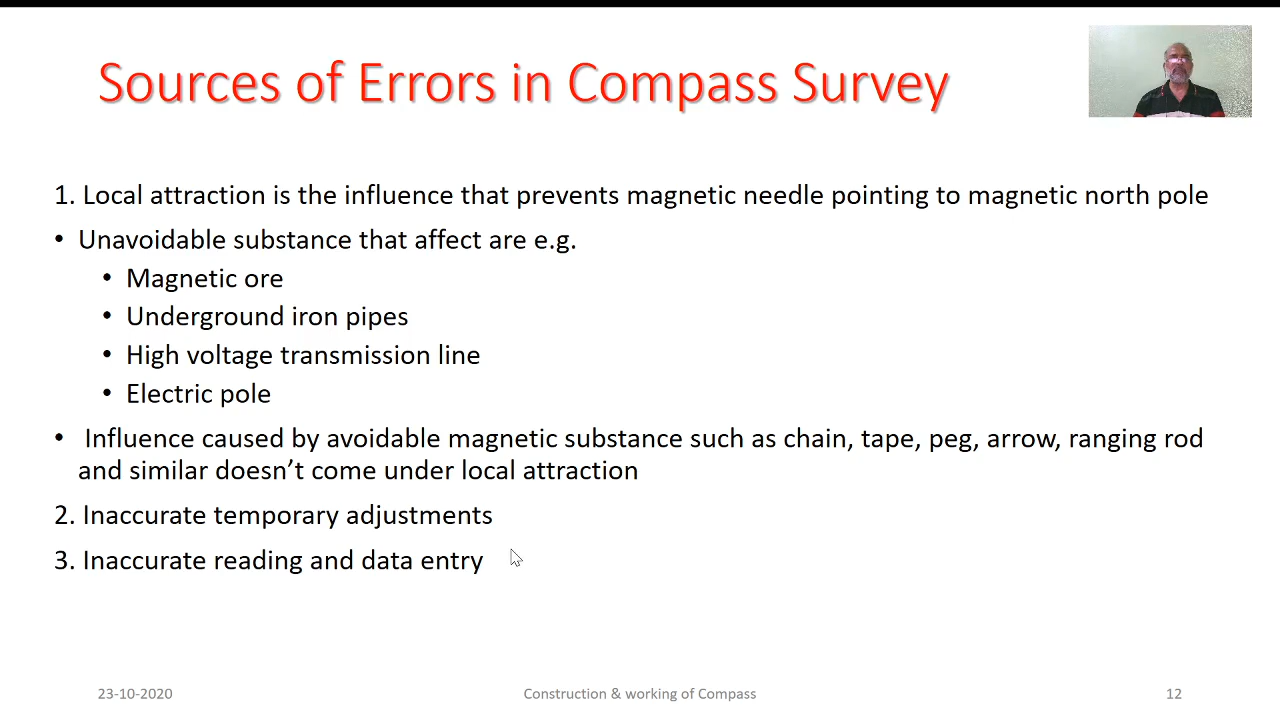 Sources of Errors in Compass Survey
1. Local attraction is the influence that prevents magnetic needle pointing to magnetic north pole
• Unavoidable substance that affect are e.g.
• Magnetic ore
• Underground iron pipes
• High voltage transmission line
• Electric pole
• Influence caused by avoidable magnetic substance such as chain, tape, peg, arrow, ranging rod
and similar doesn’t come under local attraction
2. Inaccurate temporary adjustments
3. Inaccurate reading and data entry
23-10-2020
Construction & working of Compass
12